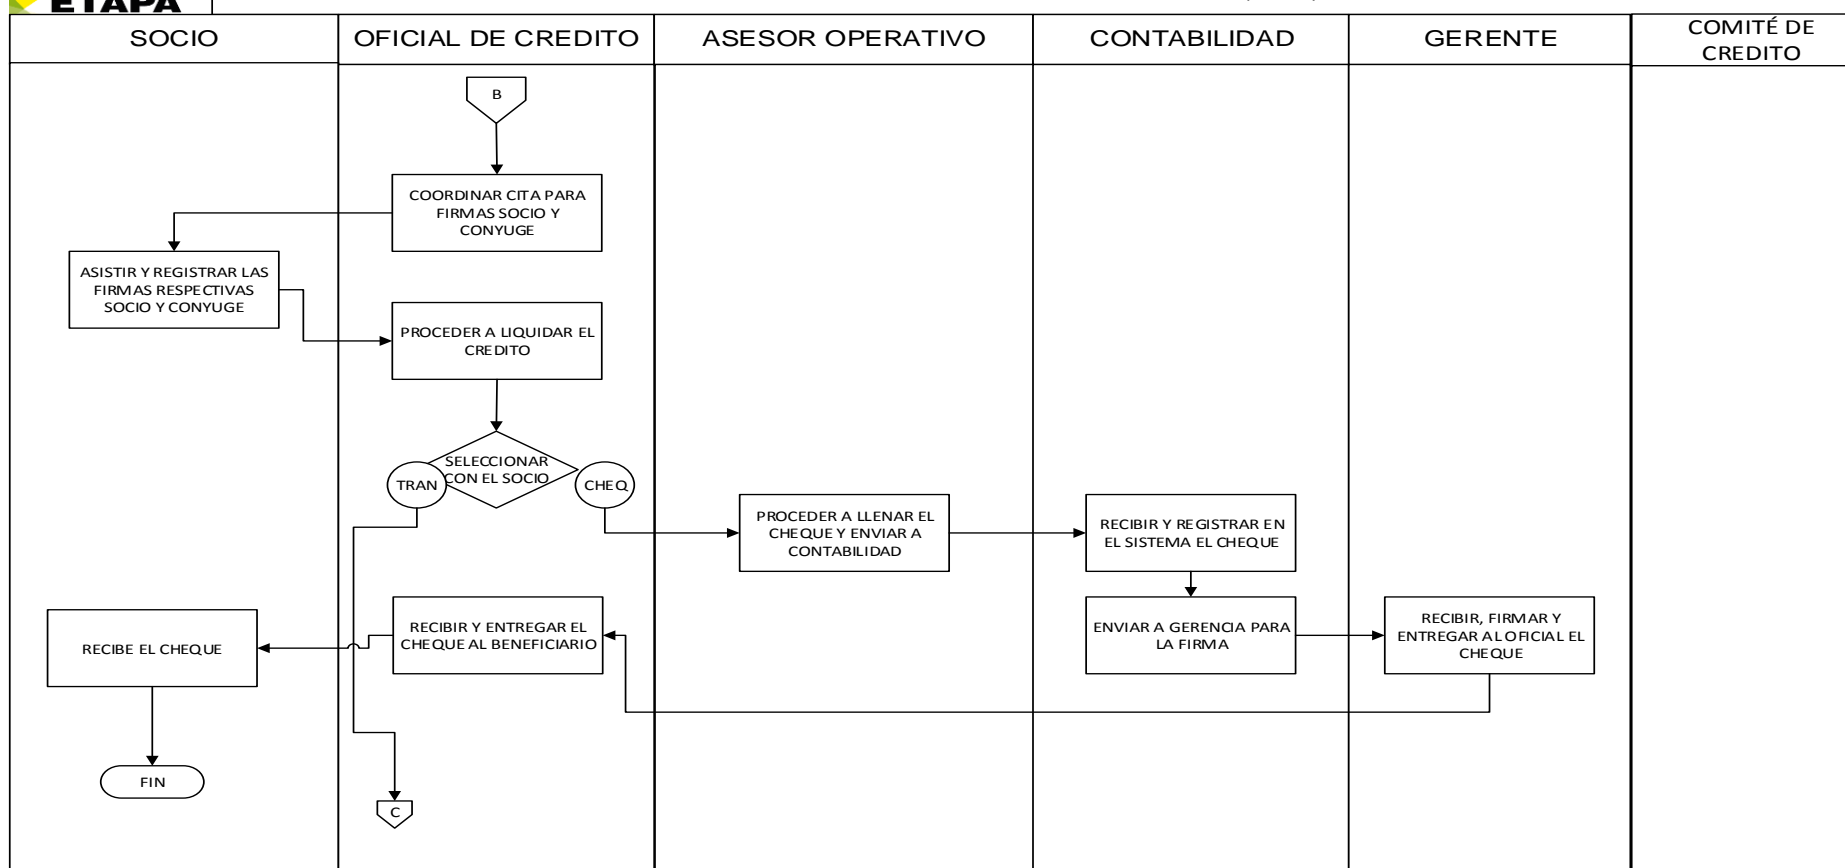 ETAPA
SOCIO
OFICIAL DE CREDITO
ASESOR OPERATIVO
CONTABILIDAD
GERENTE
COMITÉ DE
CREDITO
B
COORDINAR CITA PARA
FIRMAS SOCIO Y
CONYUGE
ASISTIR Y REGISTRAR LAS
FIRMAS RESPECTIVAS
SOCIO Y CONYUGE
PROCEDER A LIQUIDAR EL
CREDITO
SELECCIONAR
CON EL SOCIO
TRAN
CHEQ
PROCEDER A LLENAR EL
CHEQUE Y ENVIAR A
CONTABILIDAD
RECIBIR Y REGISTRAR EN
EL SISTEMA EL CHEQUE
ENVIAR A GERENCIA PARA
LA FIRMA
RECIBIR, FIRMAR Y
ENTREGAR AL OFICIAL EL
CHEQUE
RECIBIR Y ENTREGAR EL
CHEQUE AL BENEFICIARIO
RECIBE EL CHEQUE
FIN
C